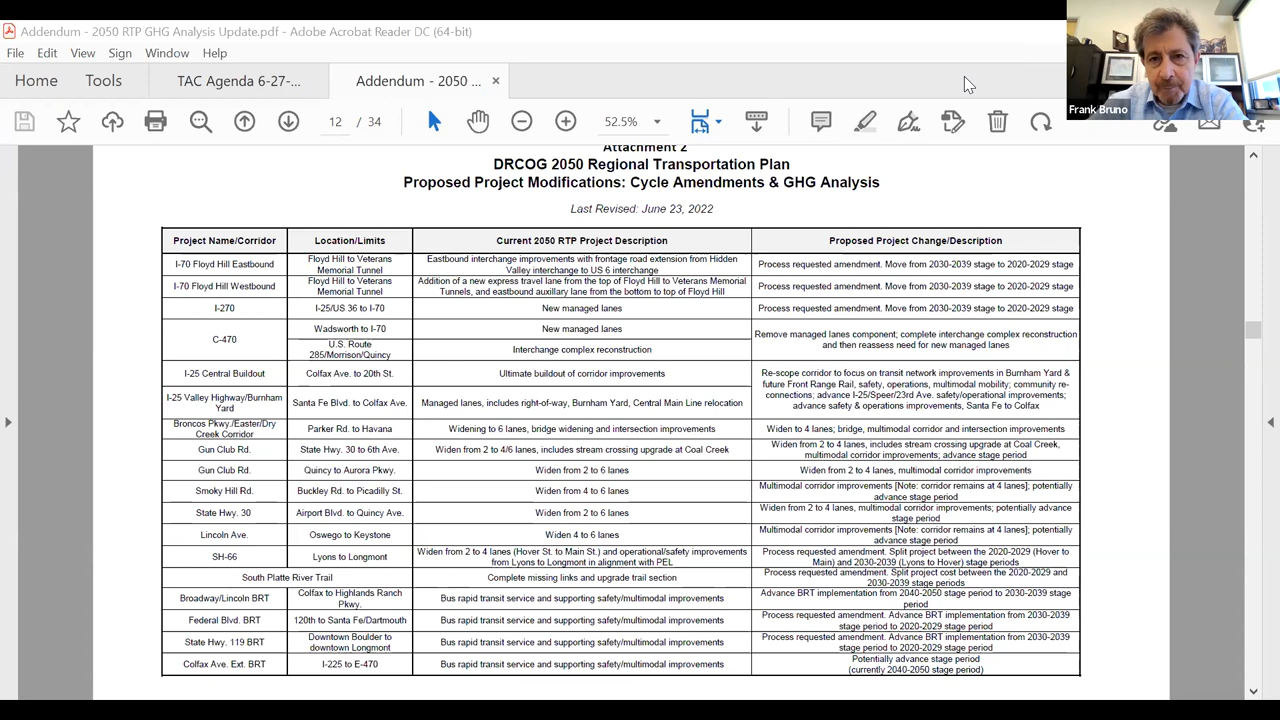 Addendum - 2050 RTP GHG Analysis Update.pdf - Adobe Acrobat Reader DC (64-bit)
File Edit View Sign Window Help
Home Tools TAC Agenda 6-27-... Addendum - 2050 ... ×
12 / 34 52.5%
Frank Bruno
Attachment 2
DRCOG 2050 Regional Transportation Plan
Proposed Project Modifications: Cycle Amendments & GHG Analysis
Last Revised: June 23, 2022
Project Name/Corridor Location/Limits Current 2050 RTP Project Description Proposed Project Change/Description
I-70 Floyd Hill Eastbound
Floyd Hill to Veterans
Memorial Tunnel
Eastbound interchange improvements with frontage road extension from Hidden
Valley interchange to US 6 interchange
Process requested amendment. Move from 2030-2039 stage to 2020-2029 stage
I-70 Floyd Hill Westbound
Floyd Hill to Veterans
Memorial Tunnel
Addition of a new express travel lane from the top of Floyd Hill to Veterans Memorial
Tunnels, and eastbound auxiliary lane from the bottom to top of Floyd Hill
Process requested amendment. Move from 2030-2039 stage to 2020-2029 stage
I-270 I-25/US 36 to I-70 New managed lanes Process requested amendment. Move from 2030-2039 stage to 2020-2029 stage
C-470
Wadsworth to I-70 New managed lanes
U.S. Route
285/Morrison/Quincy
Interchange complex reconstruction
Remove managed lanes component; complete interchange complex reconstruction
and then reassess need for new managed lanes
I-25 Central Buildout Colfax Ave. to 20th St. Ultimate buildout of corridor improvements
I-25 Valley Highway/Burnham
Yard
Santa Fe Blvd. to Colfax Ave. Managed lanes, includes right-of-way, Burnham Yard, Central Main Line relocation
Re-scope corridor to focus on transit network improvements in Burnham Yard &
future Front Range Rail, safety, operations, multimodal mobility; community re-
connections; advance I-25/Speer/23rd Ave. safety/operational improvements;
advance safety & operations improvements, Santa Fe to Colfax
Broncos Pkwy./Easter/Dry
Creek Corridor
Parker Rd. to Havana Widening to 6 lanes, bridge widening and intersection improvements Widen to 4 lanes; bridge, multimodal corridor and intersection improvements
Gun Club Rd. State Hwy. 30 to 6th Ave. Widen from 2 to 4/6 lanes, includes stream crossing upgrade at Coal Creek
Widen from 2 to 4 lanes, includes stream crossing upgrade at Coal Creek,
multimodal corridor improvements; advance stage period
Gun Club Rd. Quincy to Aurora Pkwy. Widen from 2 to 6 lanes Widen from 2 to 4 lanes, multimodal corridor improvements
Smoky Hill Rd. Buckley Rd. to Picadilly St. Widen from 4 to 6 lanes
Multimodal corridor improvements [Note: corridor remains at 4 lanes]; potentially
advance stage period
State Hwy. 30 Airport Blvd. to Quincy Ave. Widen from 2 to 6 lanes
Widen from 2 to 4 lanes, multimodal corridor improvements; potentially advance
stage period
Lincoln Ave. Oswego to Keystone Widen 4 to 6 lanes
Multimodal corridor improvements [Note: corridor remains at 4 lanes]; potentially
advance stage period
SH-66 Lyons to Longmont
Widen from 2 to 4 lanes (Hover St. to Main St.) and operational/safety improvements
from Lyons to Longmont in alignment with PEL
Process requested amendment. Split project between the 2020-2029 (Hover to
Main) and 2030-2039 (Lyons to Hover) stage periods
South Platte River Trail Complete missing links and upgrade trail section
Process requested amendment. Split project cost between the 2020-2029 and
2030-2039 stage periods
Broadway/Lincoln BRT
Colfax to Highlands Ranch
Pkwy.
Bus rapid transit service and supporting safety/multimodal improvements
Advance BRT implementation from 2040-2050 stage period to 2030-2039 stage
period
Federal Blvd. BRT 120th to Santa Fe/Dartmouth Bus rapid transit service and supporting safety/multimodal improvements
Process requested amendment. Advance BRT implementation from 2030-2039
stage period to 2020-2029 stage period
State Hwy. 119 BRT
Downtown Boulder to
downtown Longmont
Bus rapid transit service and supporting safety/multimodal improvements
Process requested amendment. Advance BRT implementation from 2030-2039
stage period to 2020-2029 stage period
Colfax Ave. Ext. BRT I-225 to E-470 Bus rapid transit service and supporting safety/multimodal improvements
Potentially advance stage period
(currently 2040-2050 stage period)